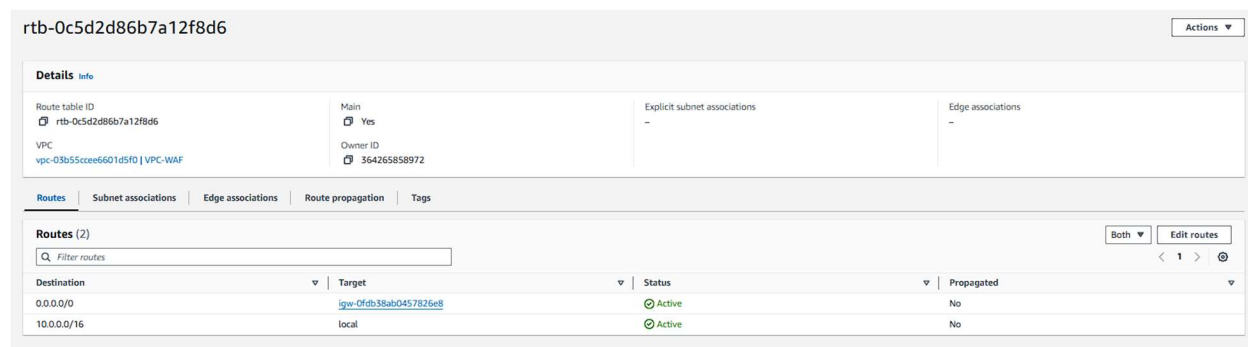 rtb-0c5d2d86b7a12f8d6
Actions
Details Info
Route table ID
rtb-0c5d2d86b7a12f8d6
Main
Yes
Explicit subnet associations
–
Edge associations
–
VPC
vpc-03b55ccee6601d5f0 | VPC-WAF
Owner ID
364265858972
Routes Subnet associations Edge associations Route propagation Tags
Routes (2)
Both Edit routes
Filter routes
1
Destination Target Status Propagated
0.0.0.0/0 igw-0fdb38ab0457826e8 Active No
10.0.0.0/16 local Active No